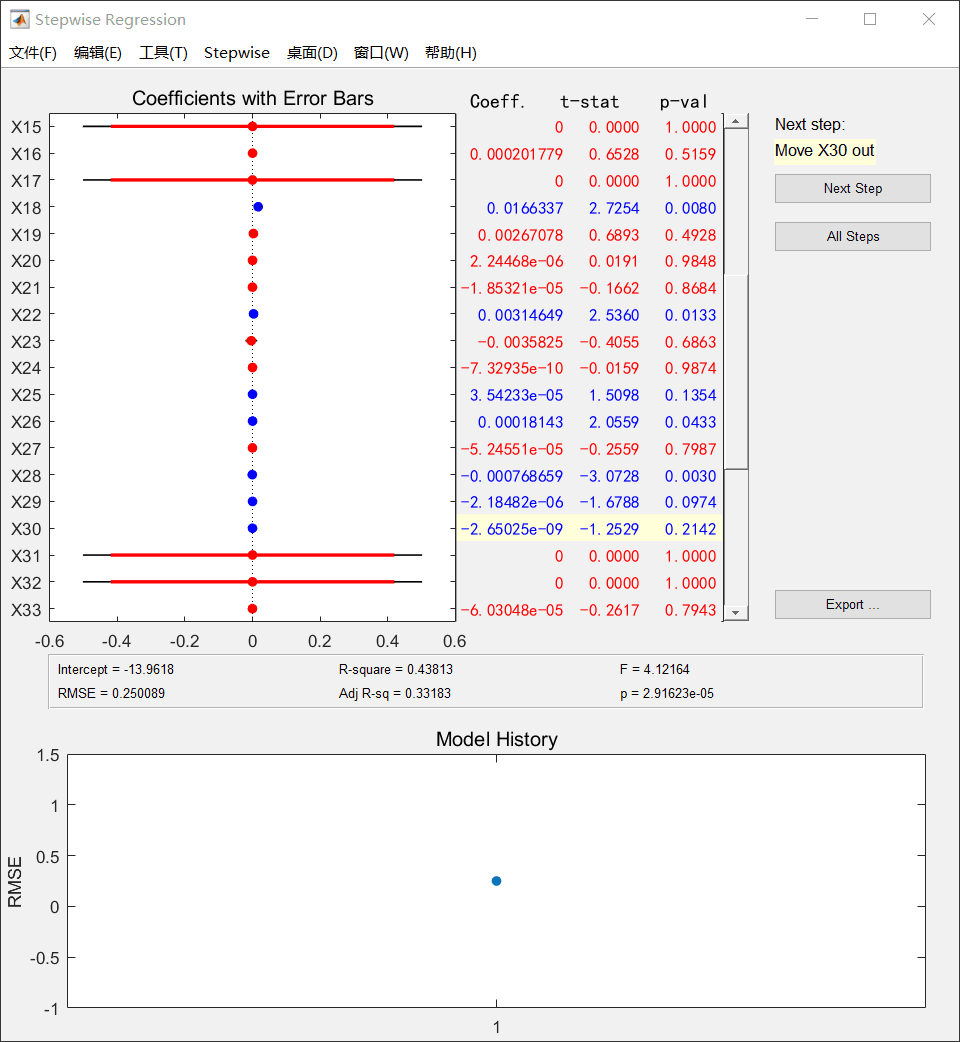 Stepwise Regression
文件(F) 编辑(E) 工具(T) Stepwise 桌面(D) 窗口(W) 帮助(H)
Coefficients with Error Bars Coeff. t-stat p-val
X15 0 0.0000 1.0000
X16 0.000201779 0.6528 0.5159
X17 0 0.0000 1.0000
X18 0.0166337 2.7254 0.0080
X19 0.00267078 0.6893 0.4928
X20 2.24468e-06 0.0191 0.9848
X21 -1.85321e-05 -0.1662 0.8684
X22 0.00314649 2.5360 0.0133
X23 -0.0035825 -0.4055 0.6863
X24 -7.32935e-10 -0.0159 0.9874
X25 3.54233e-05 1.5098 0.1354
X26 0.00018143 2.0559 0.0433
X27 -5.24551e-05 -0.2559 0.7987
X28 -0.000768659 -3.0728 0.0030
X29 -2.18482e-06 -1.6788 0.0974
X30 -2.65025e-09 -1.2529 0.2142
X31 0 0.0000 1.0000
X32 0 0.0000 1.0000
X33 -6.03048e-05 -0.2617 0.7943
-0.6 -0.4 -0.2 0 0.2 0.4 0.6
Next step:
Move X30 out
Next Step
All Steps
Export ...
Intercept = -13.9618 R-square = 0.43813 F = 4.12164
RMSE = 0.250089 Adj R-sq = 0.33183 p = 2.91623e-05
Model History
RMSE
1.5
1
0.5
0
-0.5
-1
1